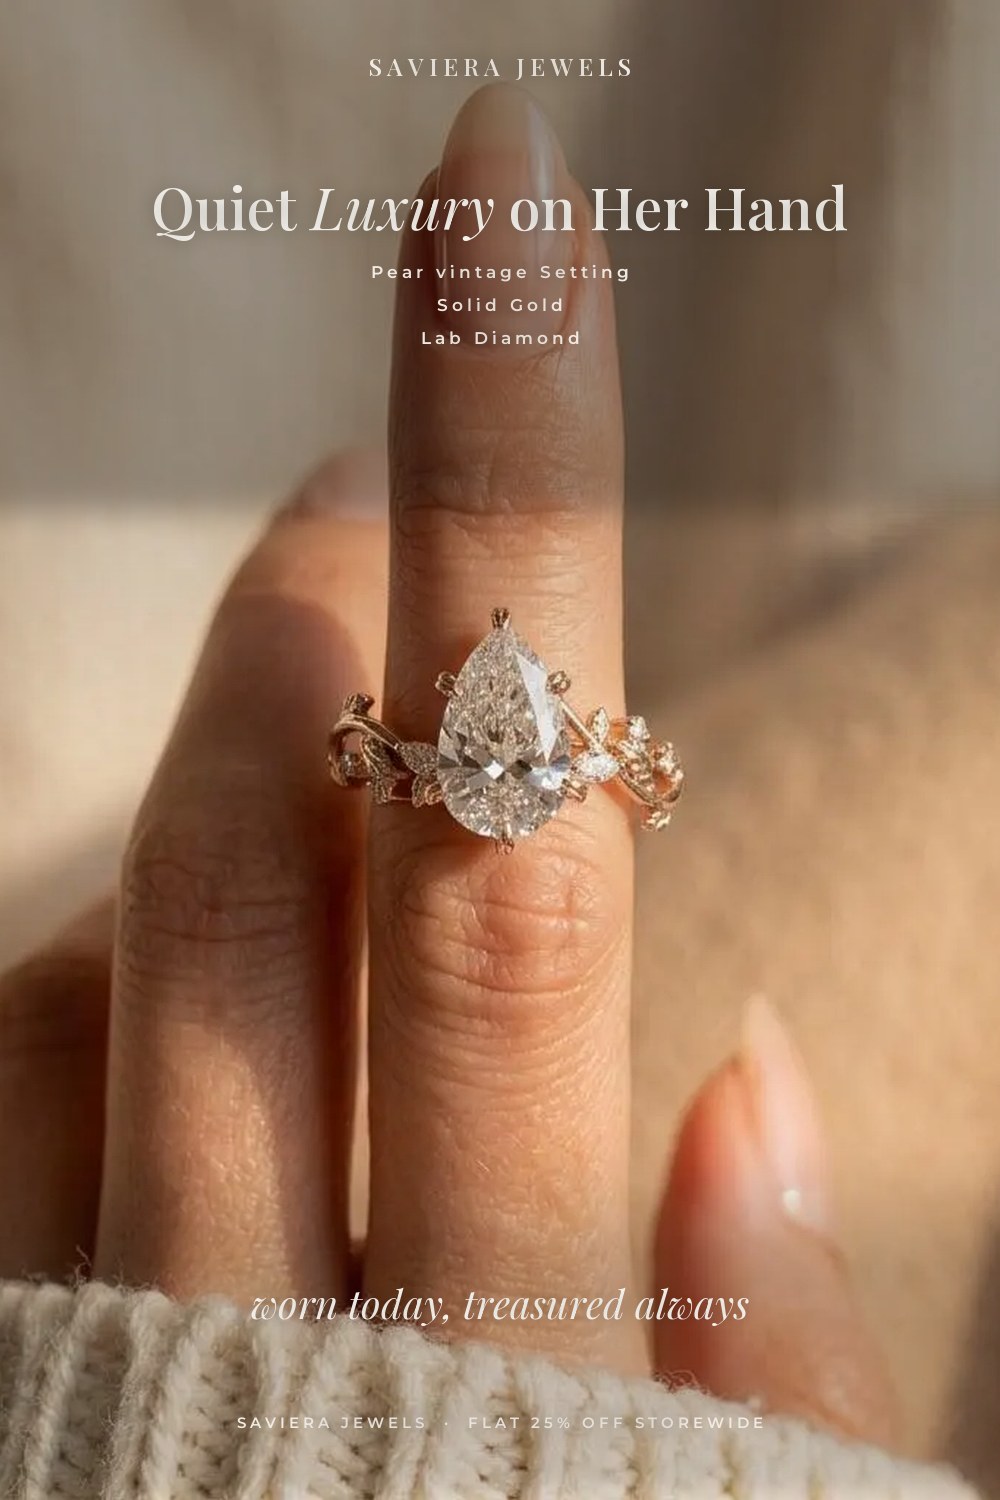 SAVIERA JEWELS
Quiet Luxury on Her Hand
Pear vintage Setting
Solid Gold
Lab Diamond
worn today, treasured always
SAVIERA JEWELS · FLAT 25% OFF STOREWIDE